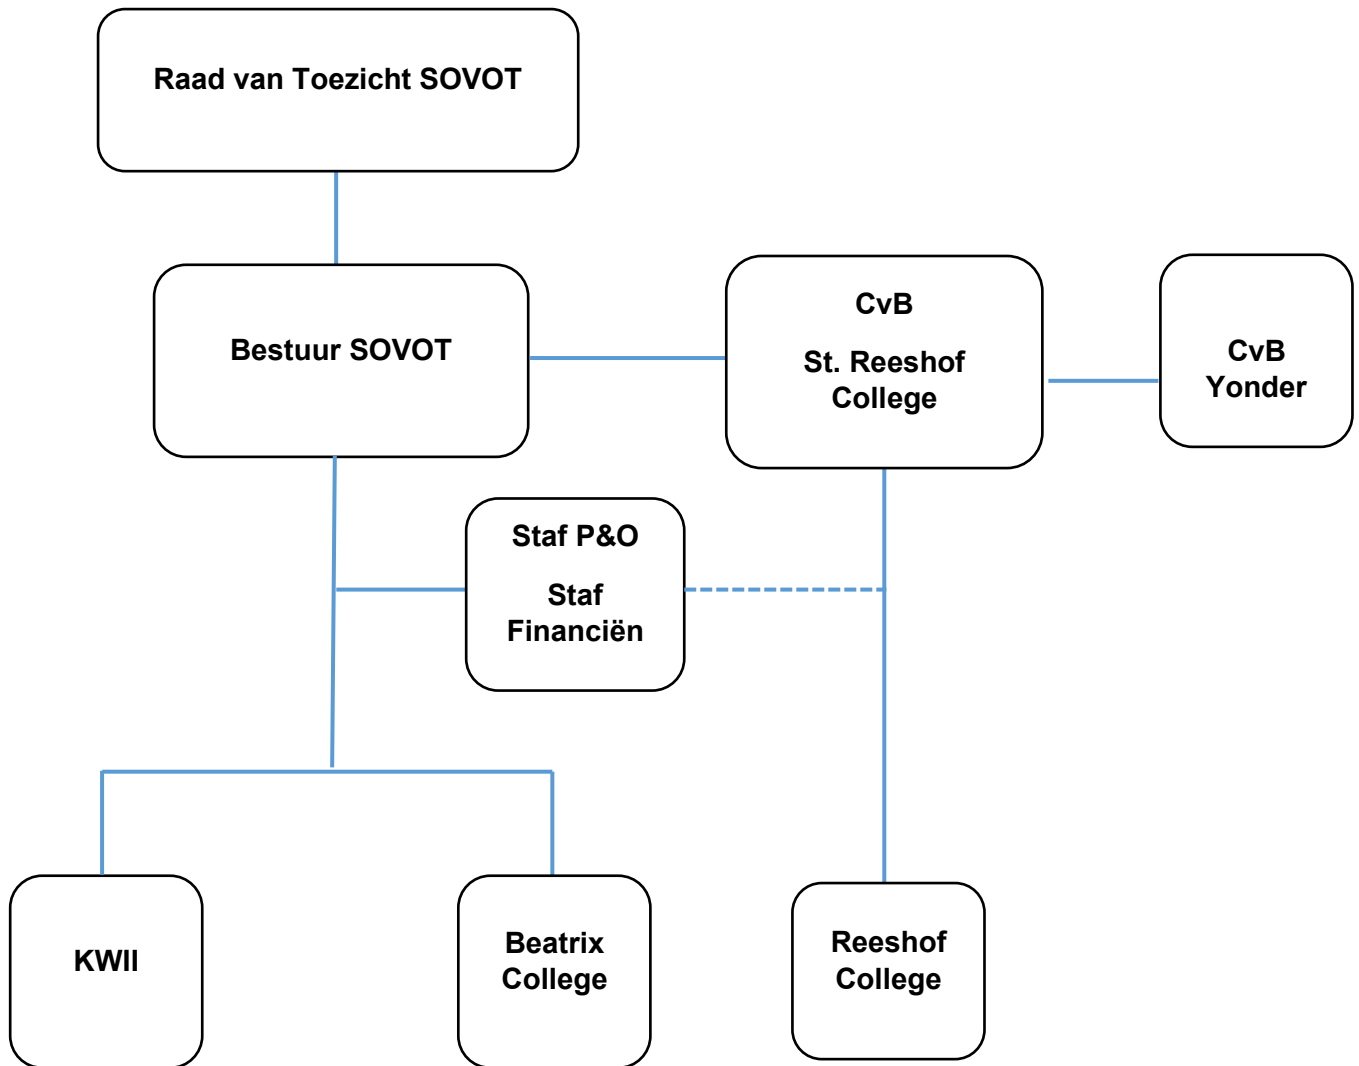 Raad van Toezicht SOVOT
Bestuur SOVOT
CvB
St. Reeshof
College
CvB
Yonder
Staf P&O
Staf
Financiën
KWII
Beatrix
College
Reeshof
College